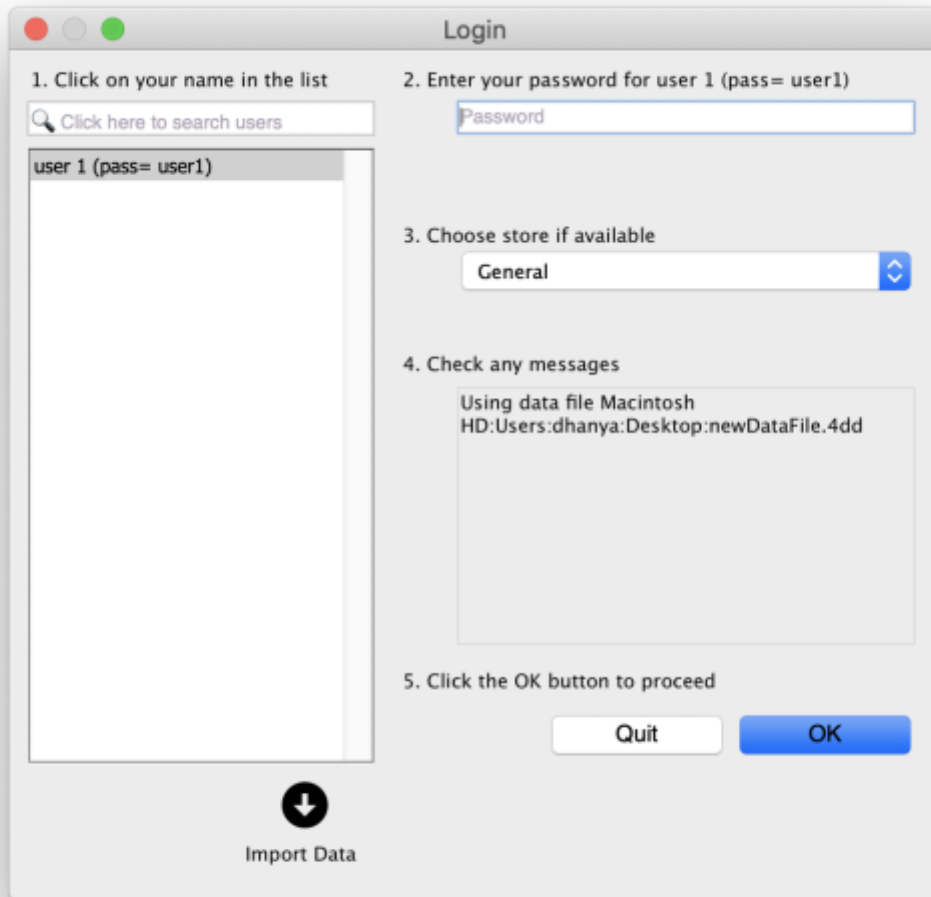 Login
1. Click on your name in the list
Click here to search users
user 1 (pass= user1)
2. Enter your password for user 1 (pass= user1)
Password
3. Choose store if available
General
4. Check any messages
Using data file Macintosh
HD:Users:dhanya:Desktop:newDataFile.4dd
5. Click the OK button to proceed
Quit
OK
Import Data